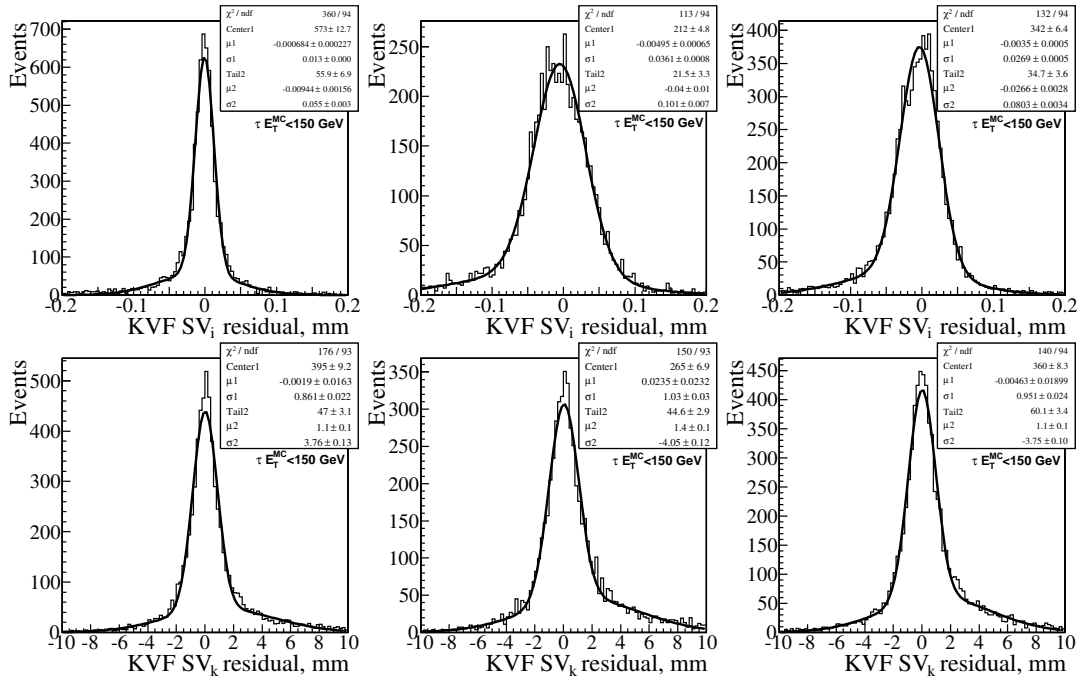 Events
700
600
500
400
300
200
100
0
-0.2 -0.1 0 0.1 0.2
KVF SVi residual, mm
χ² / ndf 360 / 94
Center1 573 ± 12.7
μ1 -0.000684 ± 0.000227
σ1 0.013 ± 0.000
Tail2 55.9 ± 6.9
μ2 -0.00944 ± 0.00156
σ2 0.055 ± 0.003
τ E_T^MC<150 GeV
Events
250
200
150
100
50
0
-0.2 -0.1 0 0.1 0.2
KVF SVi residual, mm
χ² / ndf 113 / 94
Center1 212 ± 4.8
μ1 -0.00495 ± 0.00065
σ1 0.0361 ± 0.0008
Tail2 21.5 ± 3.3
μ2 -0.04 ± 0.01
σ2 0.101 ± 0.007
τ E_T^MC<150 GeV
Events
400
350
300
250
200
150
100
50
0
-0.2 -0.1 0 0.1 0.2
KVF SVi residual, mm
χ² / ndf 132 / 94
Center1 342 ± 6.4
μ1 -0.0035 ± 0.0005
σ1 0.0269 ± 0.0005
Tail2 34.7 ± 3.6
μ2 -0.0266 ± 0.0028
σ2 0.0803 ± 0.0034
τ E_T^MC<150 GeV
Events
500
400
300
200
100
0
-10 -8 -6 -4 -2 0 2 4 6 8 10
KVF SVk residual, mm
χ² / ndf 176 / 93
Center1 395 ± 9.2
μ1 -0.0019 ± 0.0163
σ1 0.861 ± 0.022
Tail2 47 ± 3.1
μ2 1.1 ± 0.1
σ2 3.76 ± 0.13
τ E_T^MC<150 GeV
Events
350
300
250
200
150
100
50
0
-10 -8 -6 -4 -2 0 2 4 6 8 10
KVF SVk residual, mm
χ² / ndf 150 / 93
Center1 265 ± 6.9
μ1 0.0235 ± 0.0232
σ1 1.03 ± 0.03
Tail2 44.6 ± 2.9
μ2 1.4 ± 0.1
σ2 -4.05 ± 0.12
τ E_T^MC<150 GeV
Events
450
400
350
300
250
200
150
100
50
0
-10 -8 -6 -4 -2 0 2 4 6 8 10
KVF SVk residual, mm
χ² / ndf 140 / 94
Center1 360 ± 8.3
μ1 -0.00463 ± 0.01899
σ1 0.951 ± 0.024
Tail2 60.1 ± 3.4
μ2 1.1 ± 0.1
σ2 -3.75 ± 0.10
τ E_T^MC<150 GeV